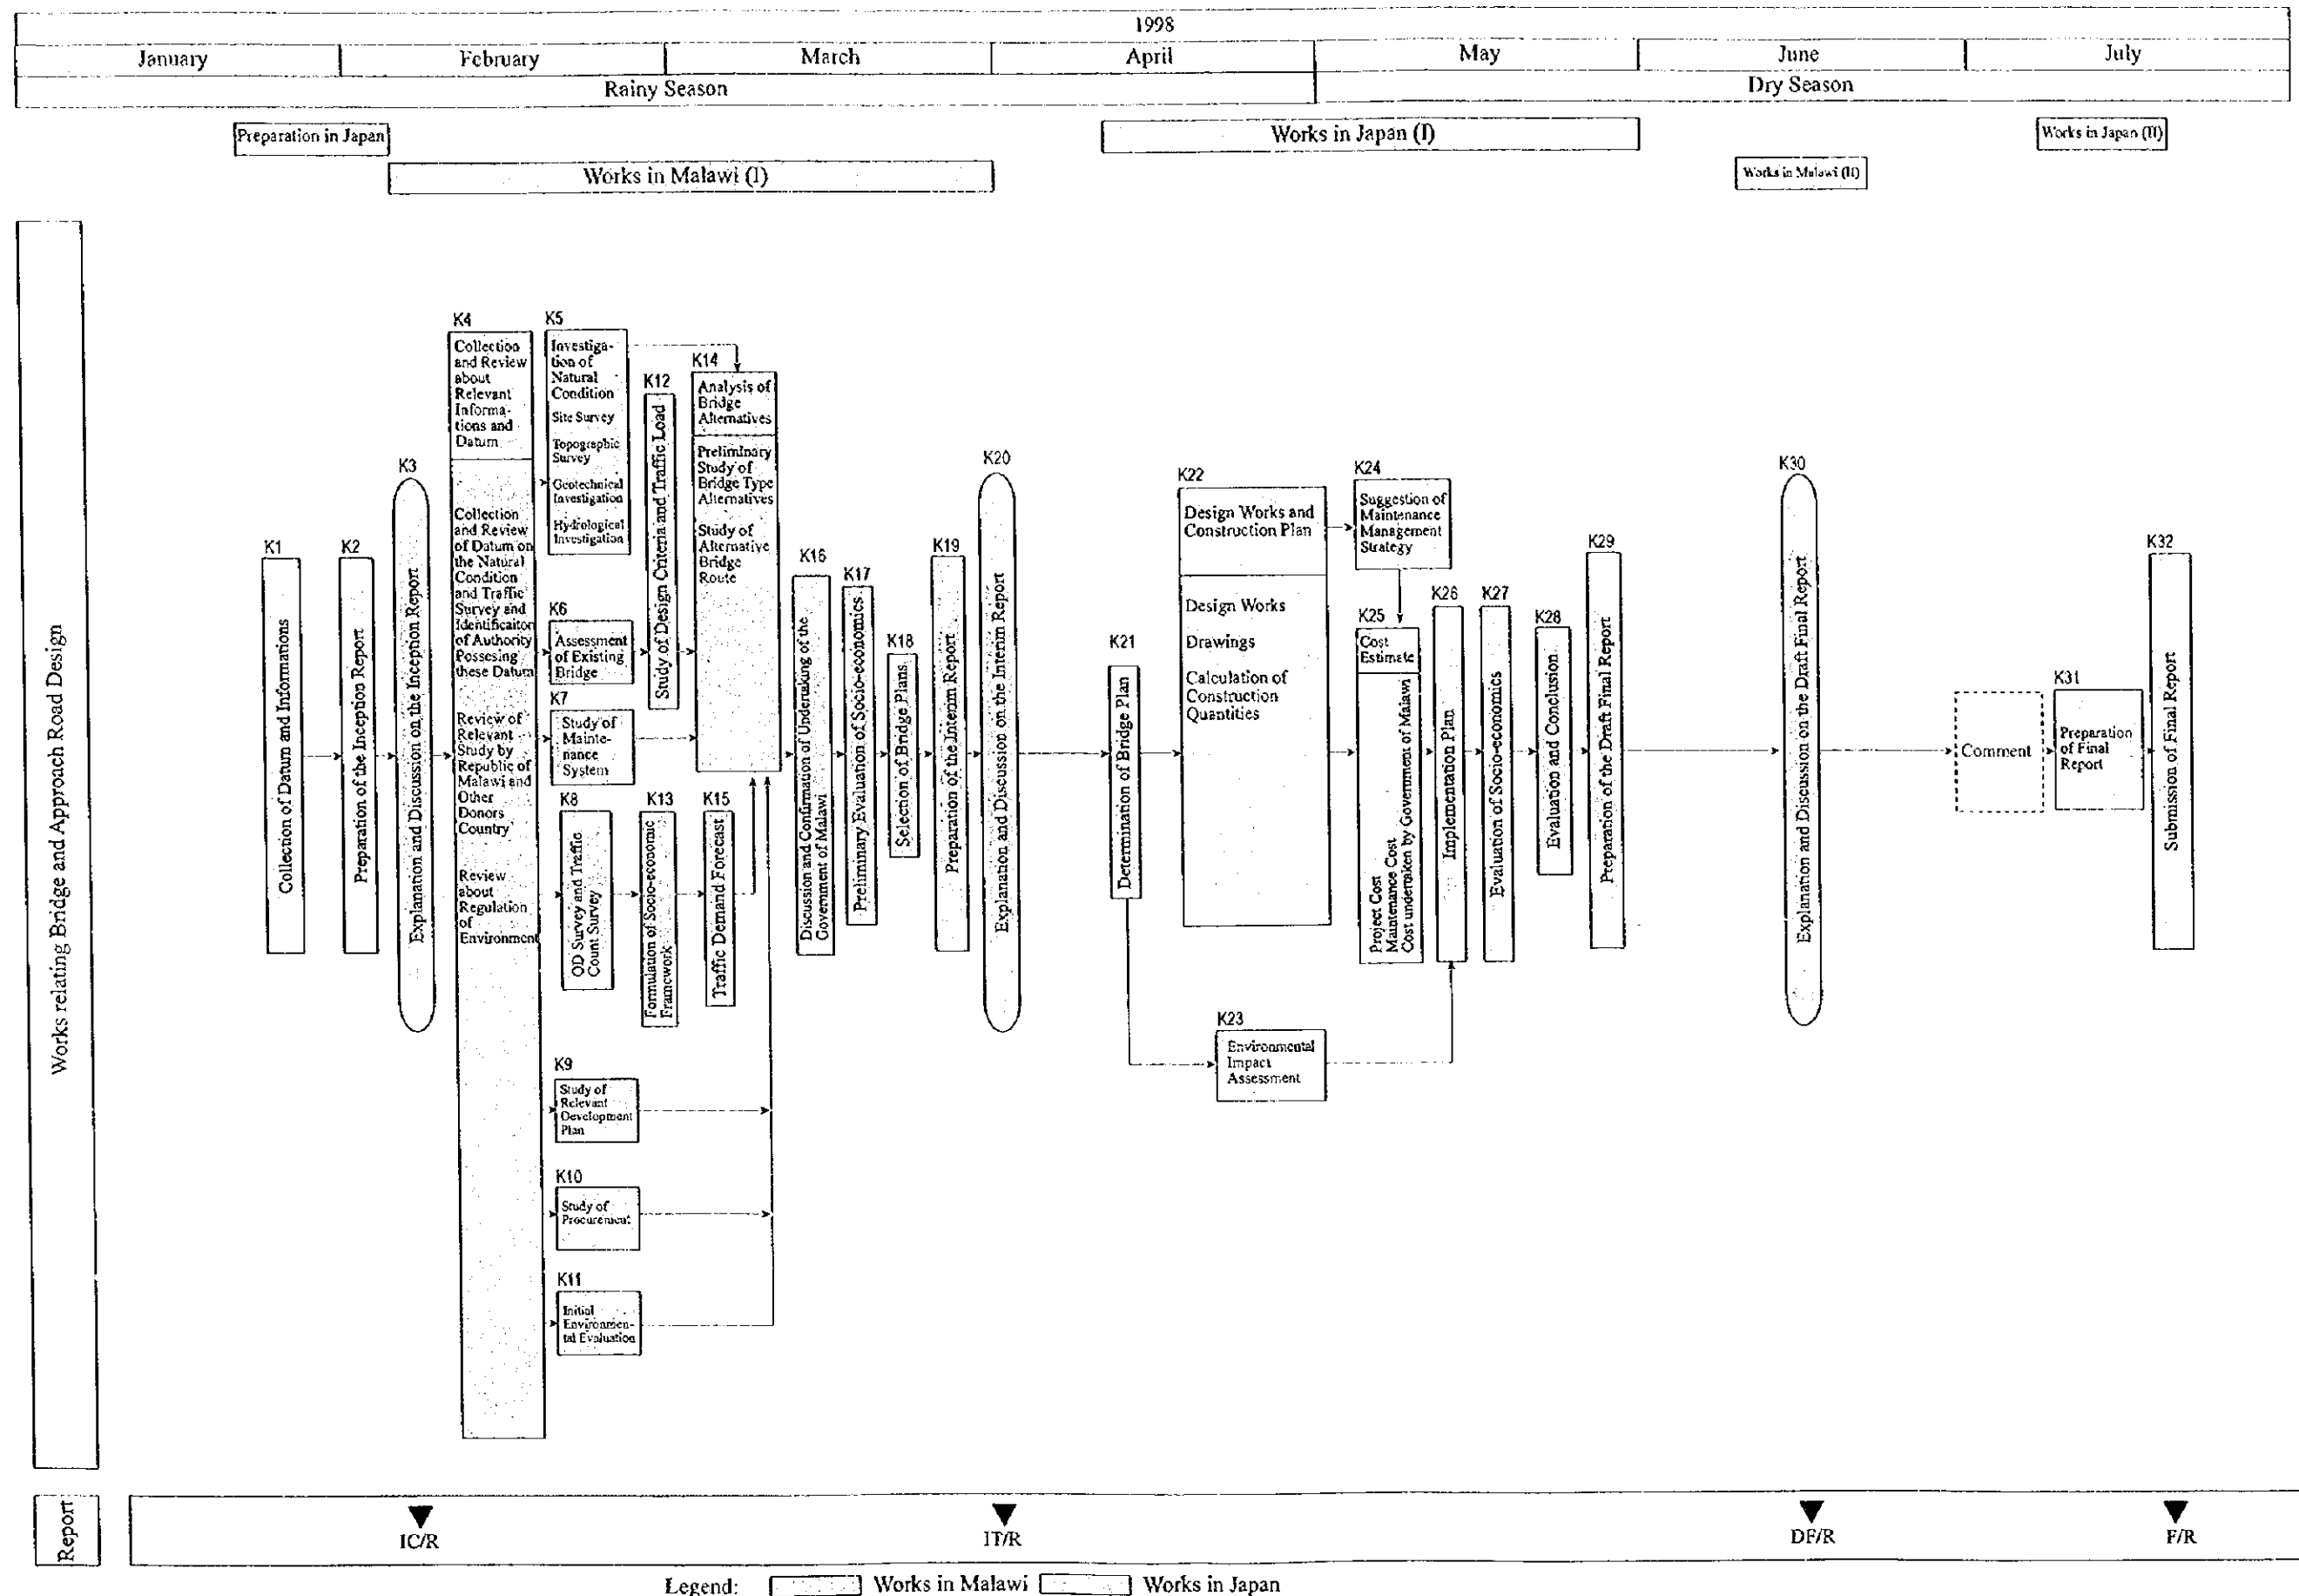 1998
January
February
March
April
May
June
July
Rainy Season
Dry Season
Preparation in Japan
Works in Japan (I)
Works in Japan (II)
Works in Malawi (I)
Works in Malawi (II)
Works relating Bridge and Approach Road Design
K1
Collection of Datum and Informations
K2
Preparation of the Inception Report
K3
Explanation and Discussion on the Inception Report
K4
Collection
and Review
about
Relevant
Informa-
tions and
Datum
Collection
and Review
of Datum on
the Natural
Condition
and Traffic
Survey and
Identificaiton
of Authority
Possesing
these Datum
Review of
Relevant
Study by
Republic of
Malawi and
Other
Donors
Country
Review
about
Regulation
of
Environment
K5
Investiga-
tion of
Natural
Condition
Site Survey
Topographic
Survey
Geotechnical
Investigation
Hydrological
Investigation
K6
Assessment
of Existing
Bridge
K7
Study of
Mainte-
nance
System
K8
OD Survey and Traffic
Count Survey
K9
Study of
Relevant
Development
Plan
K10
Study of
Procurement
K11
Initial
Environmen-
tal Evaluation
K12
Study of Design Criteria and Traffic Load
K13
Formulation of Socio-economic
Framework
K14
Analysis of
Bridge
Alternatives
Preliminary
Study of
Bridge Type
Alternatives
Study of
Alternative
Bridge
Route
K15
Traffic Demand Forecast
K16
Discussion and Confirmation of Undertaking of the
Government of Malawi
K17
Preliminary Evaluation of Socio-economics
K18
Selection of Bridge Plans
K19
Preparation of the Interim Report
K20
Explanation and Discussion on the Interim Report
K21
Determination of Bridge Plan
K22
Design Works and
Construction Plan
Design Works
Drawings
Calculation of
Construction
Quantities
K23
Environmental
Impact
Assessment
K24
Suggestion of
Maintenance
Management
Strategy
K25
Cost
Estimate
Project Cost
Maintenance Cost
Cost undertaken by Government of Malawi
K26
Implementation Plan
K27
Evaluation of Socio-economics
K28
Evaluation and Conclusion
K29
Preparation of the Draft Final Report
K30
Explanation and Discussion on the Draft Final Report
Comment
K31
Preparation
of Final
Report
K32
Submission of Final Report
Report
IC/R
IT/R
DF/R
F/R
Legend:
Works in Malawi
Works in Japan